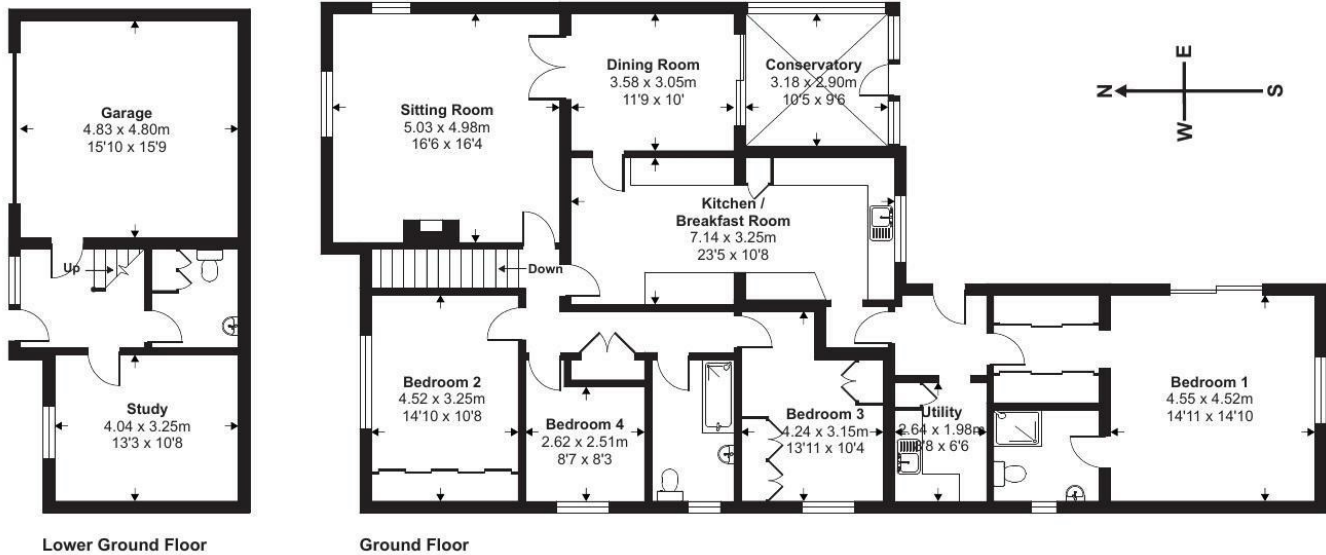 Garage
4.83 x 4.80m
15'10 x 15'9
Up
Study
4.04 x 3.25m
13'3 x 10'8
Lower Ground Floor
Sitting Room
5.03 x 4.98m
16'6 x 16'4
Dining Room
3.58 x 3.05m
11'9 x 10'
Conservatory
3.18 x 2.90m
10'5 x 9'6
Kitchen /
Breakfast Room
7.14 x 3.25m
23'5 x 10'8
Down
Bedroom 2
4.52 x 3.25m
14'10 x 10'8
Bedroom 4
2.62 x 2.51m
8'7 x 8'3
Bedroom 3
4.24 x 3.15m
13'11 x 10'4
Utility
2.64 x 1.98m
8'8 x 6'6
Bedroom 1
4.55 x 4.52m
14'11 x 14'10
Ground Floor
E
N
S
W